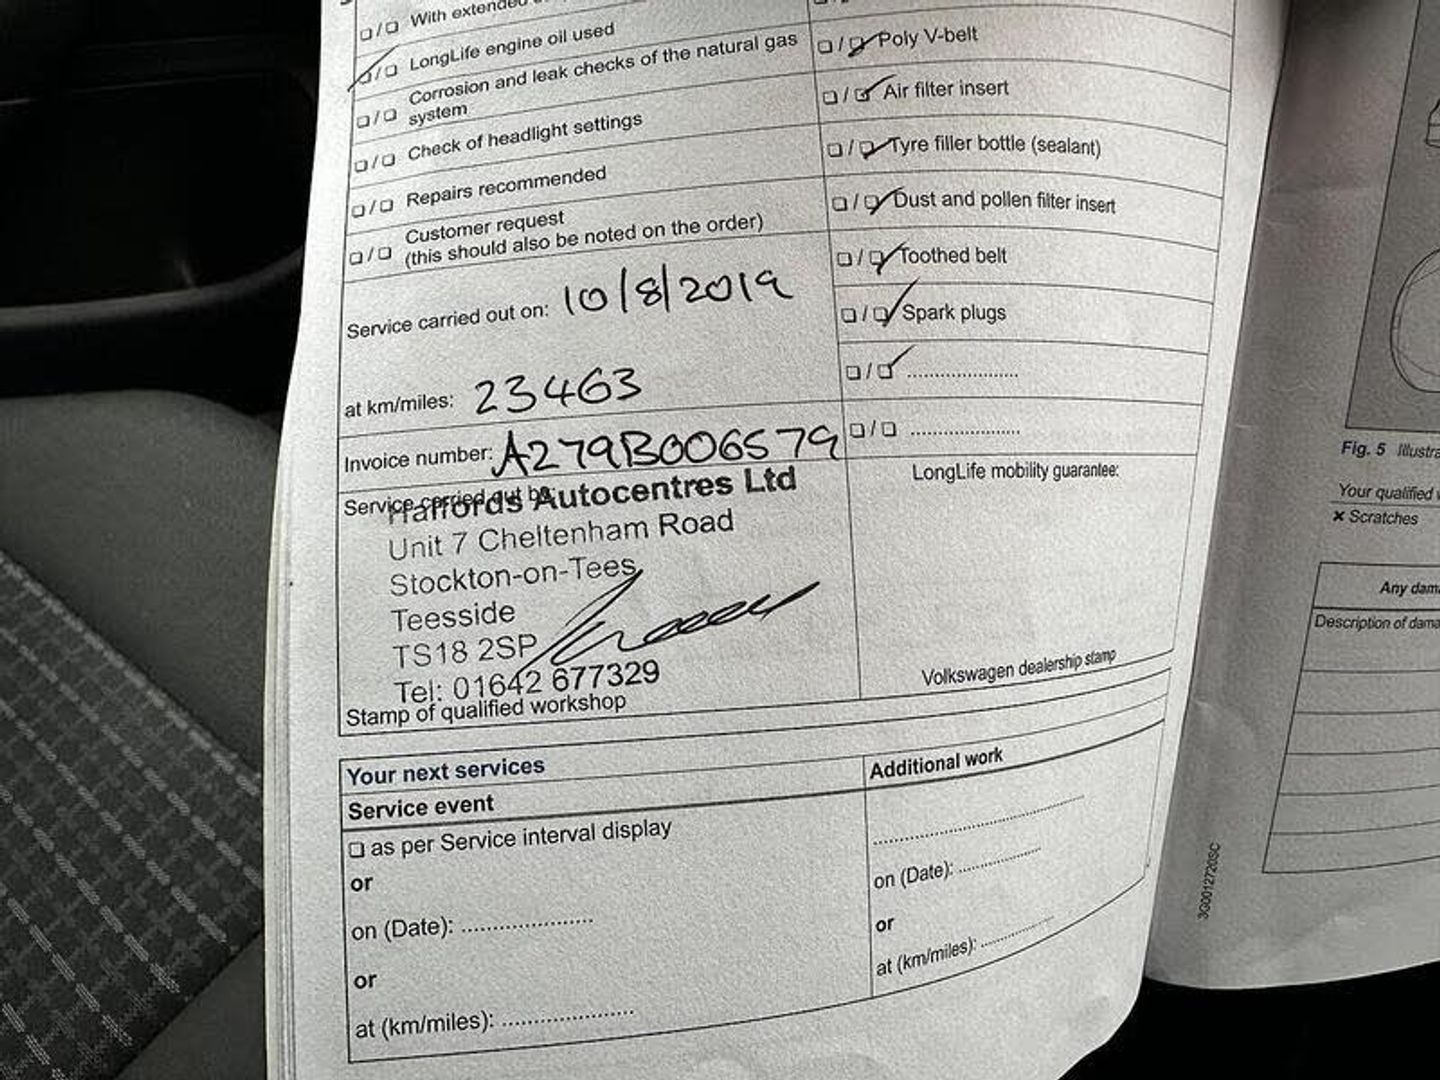 ☐/☐ With extended
☐/☐ LongLife engine oil used
☐/☐ Corrosion and leak checks of the natural gas
system
☐/☐ Check of headlight settings
☐/☐ Repairs recommended
☐/☐ Customer request
(this should also be noted on the order)
Service carried out on: 10/8/2019
at km/miles: 23463
Invoice number: A279B006579
Service carried out by:
Halfords Autocentres Ltd
Unit 7 Cheltenham Road
Stockton-on-Tees
Teesside
TS18 2SP
Tel: 01642 677329
Stamp of qualified workshop
☐/☑ Poly V-belt
☐/☑ Air filter insert
☐/☑ Tyre filler bottle (sealant)
☐/☑ Dust and pollen filter insert
☐/☑ Toothed belt
☐/☑ Spark plugs
☐/☑ ....................
☐/☐ ....................
LongLife mobility guarantee:
Volkswagen dealership stamp
Your next services
Service event
☐ as per Service interval display
or
on (Date): ......................
or
at (km/miles): ......................
Additional work
......................
on (Date): ..............
or
at (km/miles): ............
3G0012720SC
Fig. 5 Illustra
Your qualified
× Scratches
Any dama
Description of dama